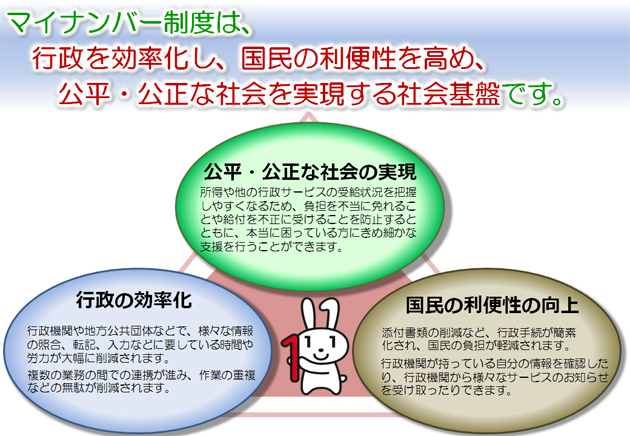 マイナンバー制度は、
行政を効率化し、国民の利便性を高め、
公平・公正な社会を実現する社会基盤です。
公平・公正な社会の実現
所得や他の行政サービスの受給状況を把握
しやすくなるため、負担を不当に免れるこ
とや給付を不正に受けることを防止すると
ともに、本当に困っている方にきめ細かな
支援を行うことができます。
行政の効率化
行政機関や地方公共団体などで、様々な情報
の照合、転記、入力などに要している時間や
労力が大幅に削減されます。
複数の業務の間での連携が進み、作業の重複
などの無駄が削減されます。
1
国民の利便性の向上
添付書類の削減など、行政手続が簡素
化され、国民の負担が軽減されます。
行政機関が持っている自分の情報を確認した
り、行政機関から様々なサービスのお知らせ
を受け取ったりできます。